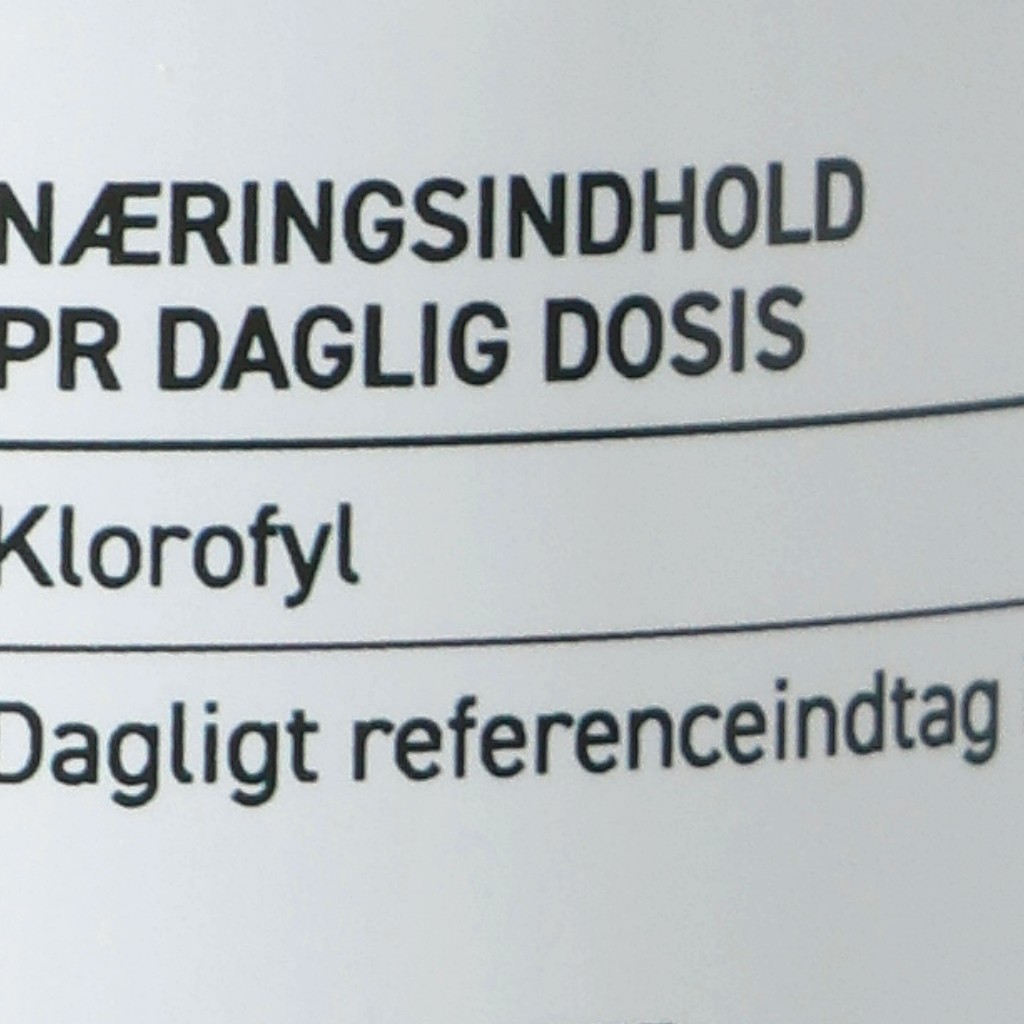 NÆRINGSINDHOLD
PR DAGLIG DOSIS
Klorofyl
Dagligt referenceindtag